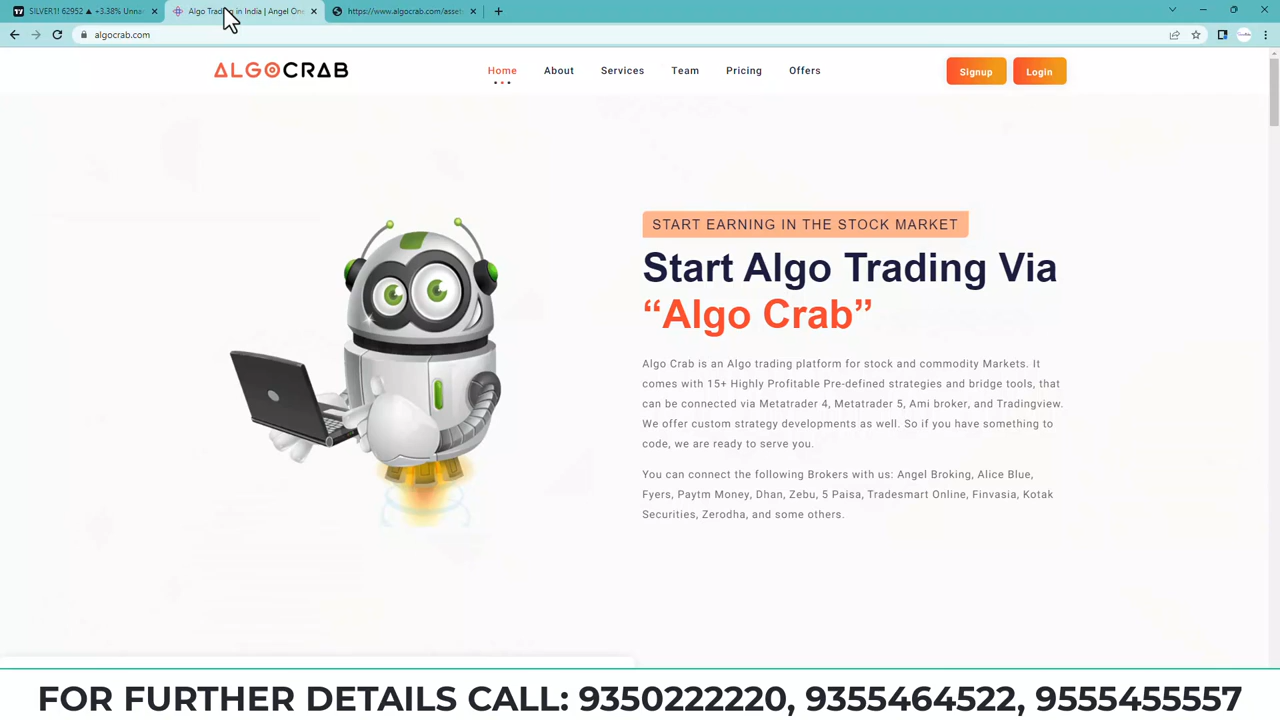 SILVER1! 62952 ▲ +3.38% Unna
Algo Trading in India | Angel One
https://www.algocrab.com/asset
algocrab.com
ALGOCRAB
Home
About
Services
Team
Pricing
Offers
Signup
Login
START EARNING IN THE STOCK MARKET
Start Algo Trading Via
“Algo Crab”
Algo Crab is an Algo trading platform for stock and commodity Markets. It
comes with 15+ Highly Profitable Pre-defined strategies and bridge tools, that
can be connected via Metatrader 4, Metatrader 5, Ami broker, and Tradingview.
We offer custom strategy developments as well. So if you have something to
code, we are ready to serve you.
You can connect the following Brokers with us: Angel Broking, Alice Blue,
Fyers, Paytm Money, Dhan, Zebu, 5 Paisa, Tradesmart Online, Finvasia, Kotak
Securities, Zerodha, and some others.
FOR FURTHER DETAILS CALL: 9350222220, 9355464522, 9555455557